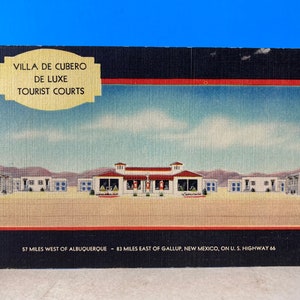 VILLA DE CUBERO
DE LUXE
TOURIST COURTS
57 MILES WEST OF ALBUQUERQUE - 83 MILES EAST OF GALLUP, NEW MEXICO, ON U. S. HIGHWAY 66